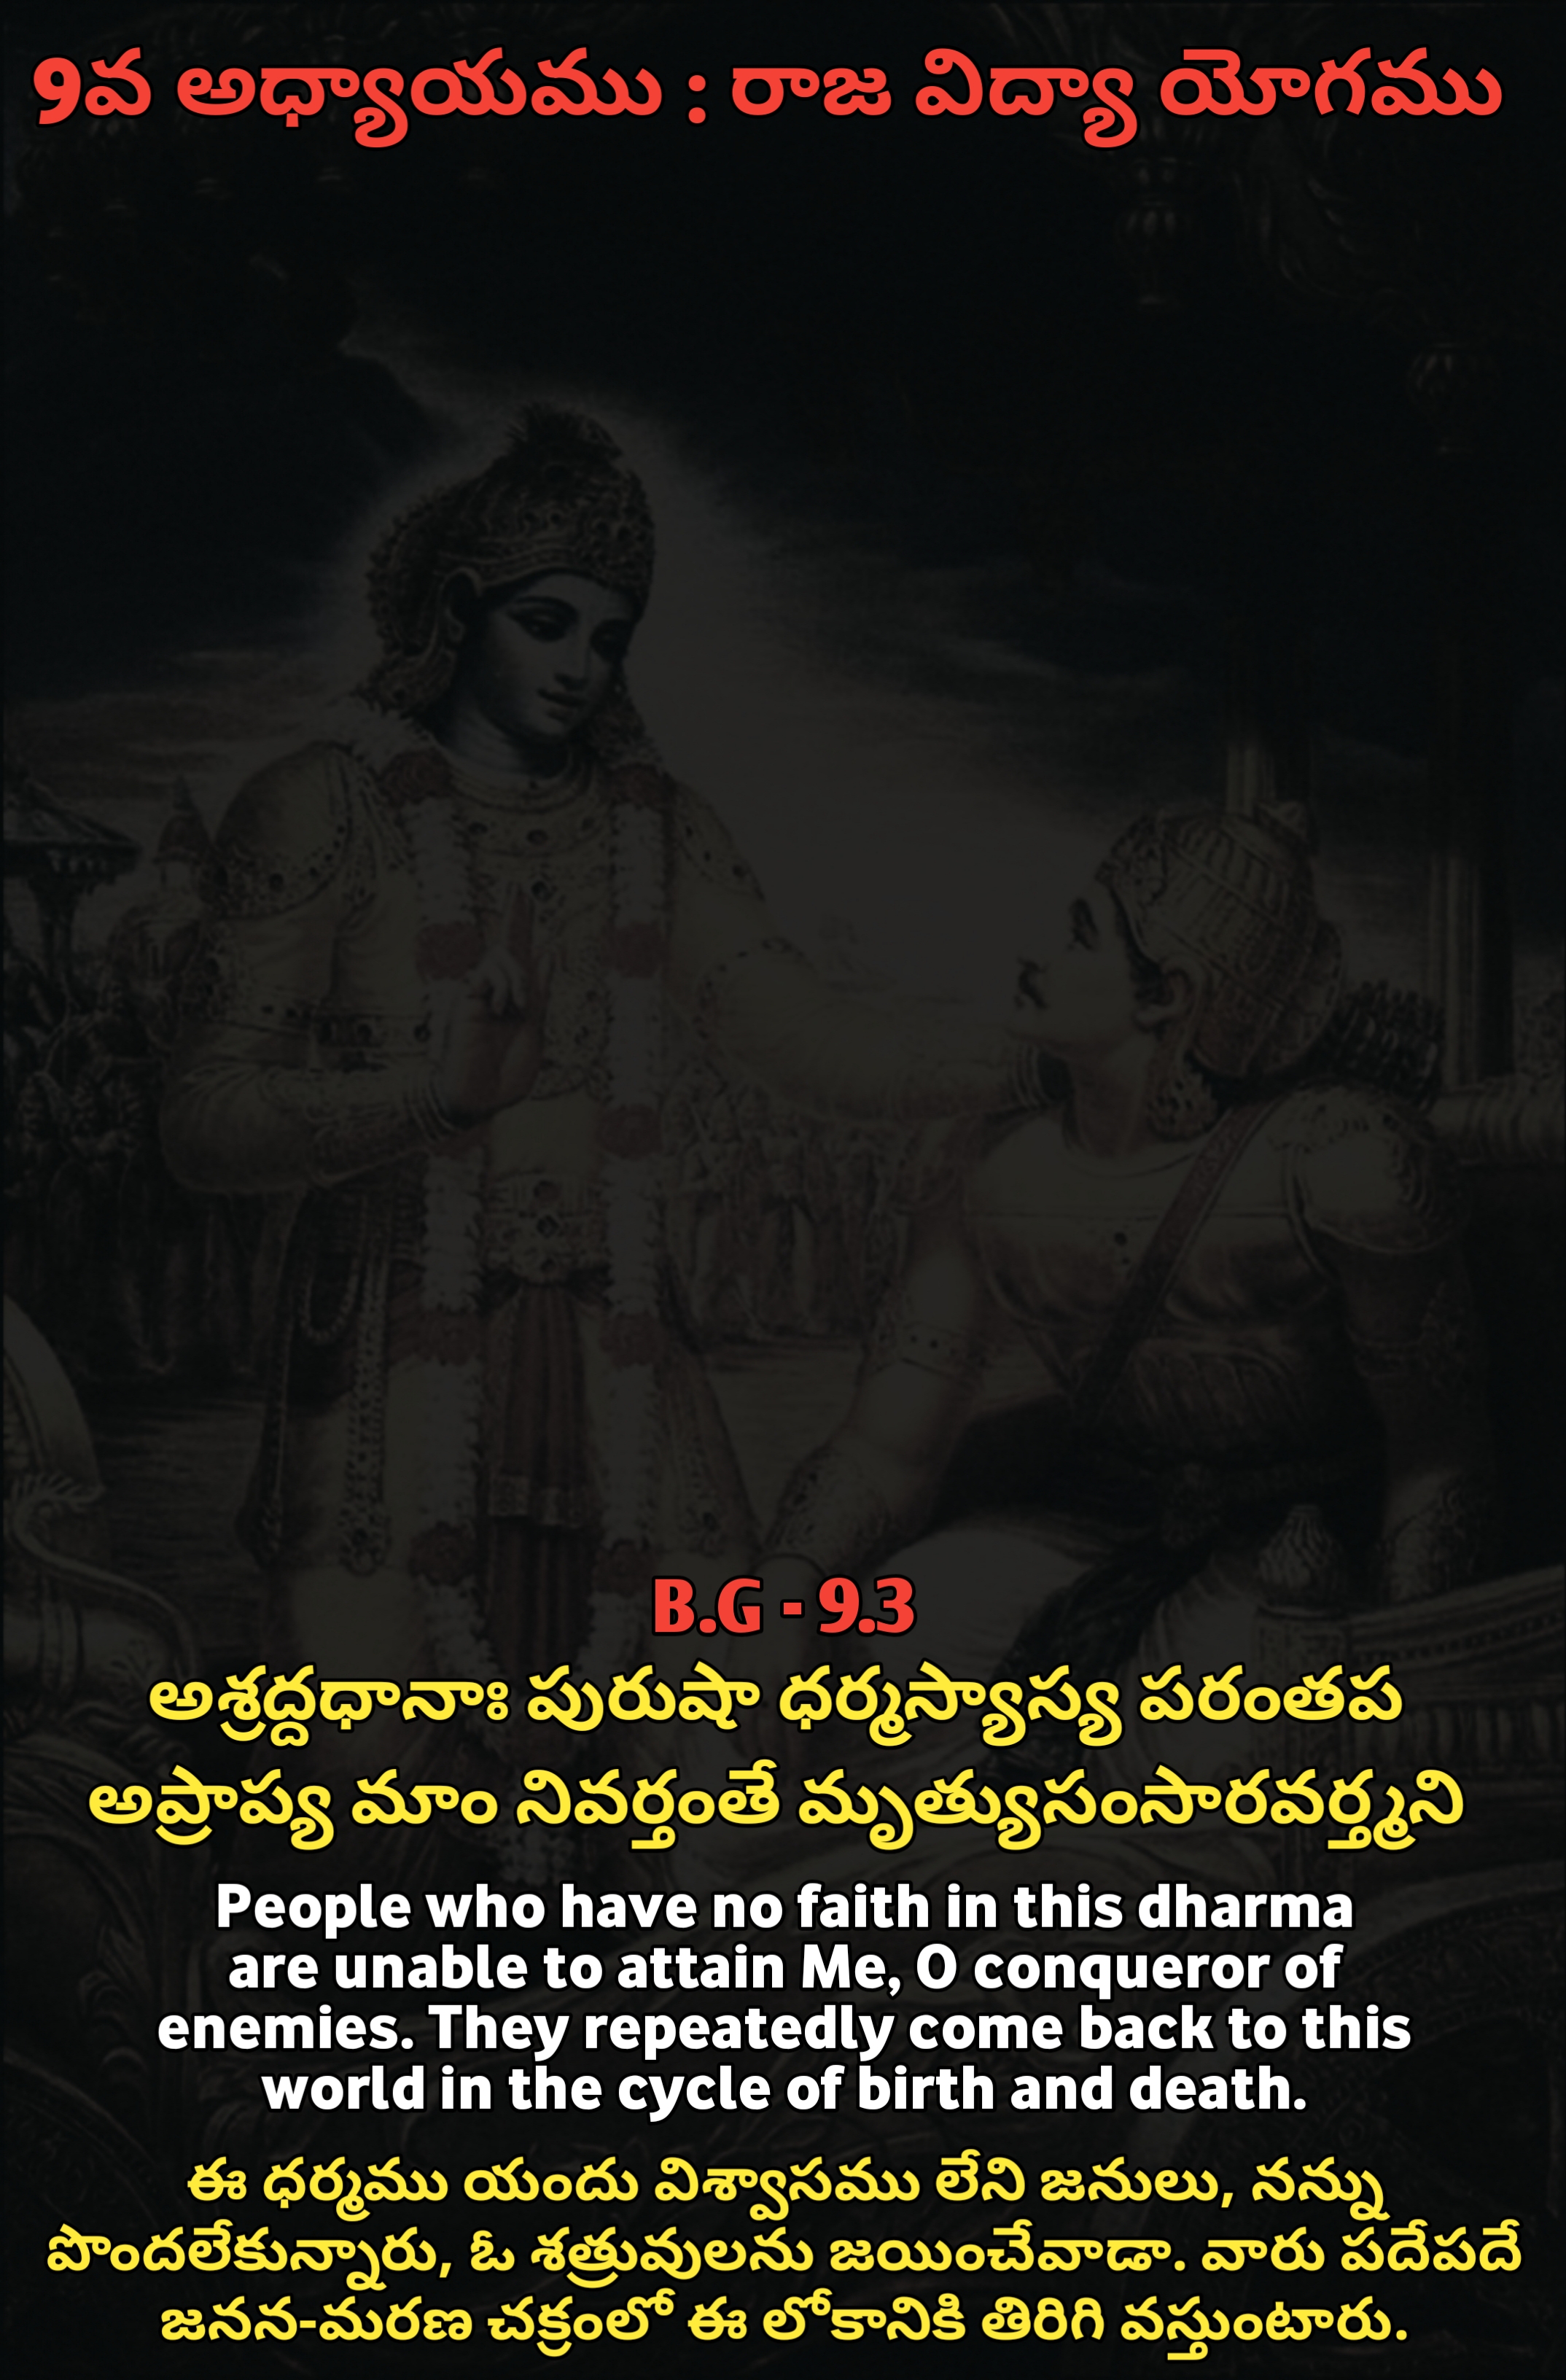 9వ అధ్యాయము : రాజ విద్యా యోగము
B.G - 9.3
అశ్రద్దధానాః పురుషా ధర్మస్యాస్య పరంతప
అప్రాప్య మాం నివర్తంతే మృత్యుసంసారవర్త్మని
People who have no faith in this dharma
are unable to attain Me, O conqueror of
enemies. They repeatedly come back to this
world in the cycle of birth and death.
ఈ ధర్మము యందు విశ్వాసము లేని జనులు, నన్ను
పొందలేకున్నారు, ఓ శత్రువులను జయించేవాడా. వారు పదేపదే
జనన-మరణ చక్రంలో ఈ లోకానికి తిరిగి వస్తుంటారు.